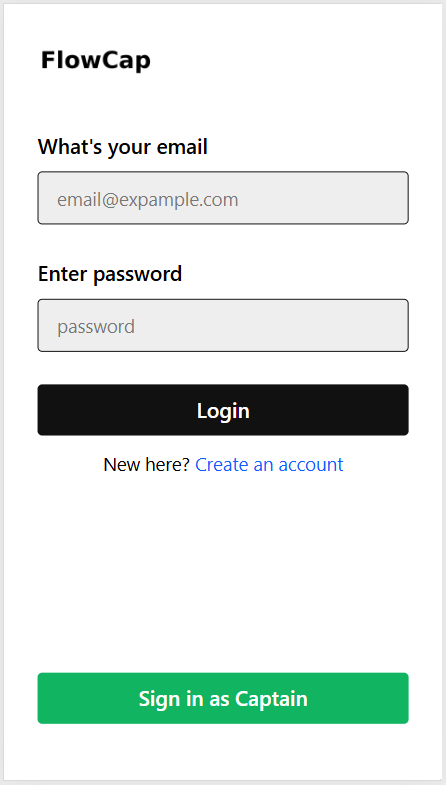 FlowCap
What's your email
email@expample.com
Enter password
password
Login
New here? Create an account
Sign in as Captain